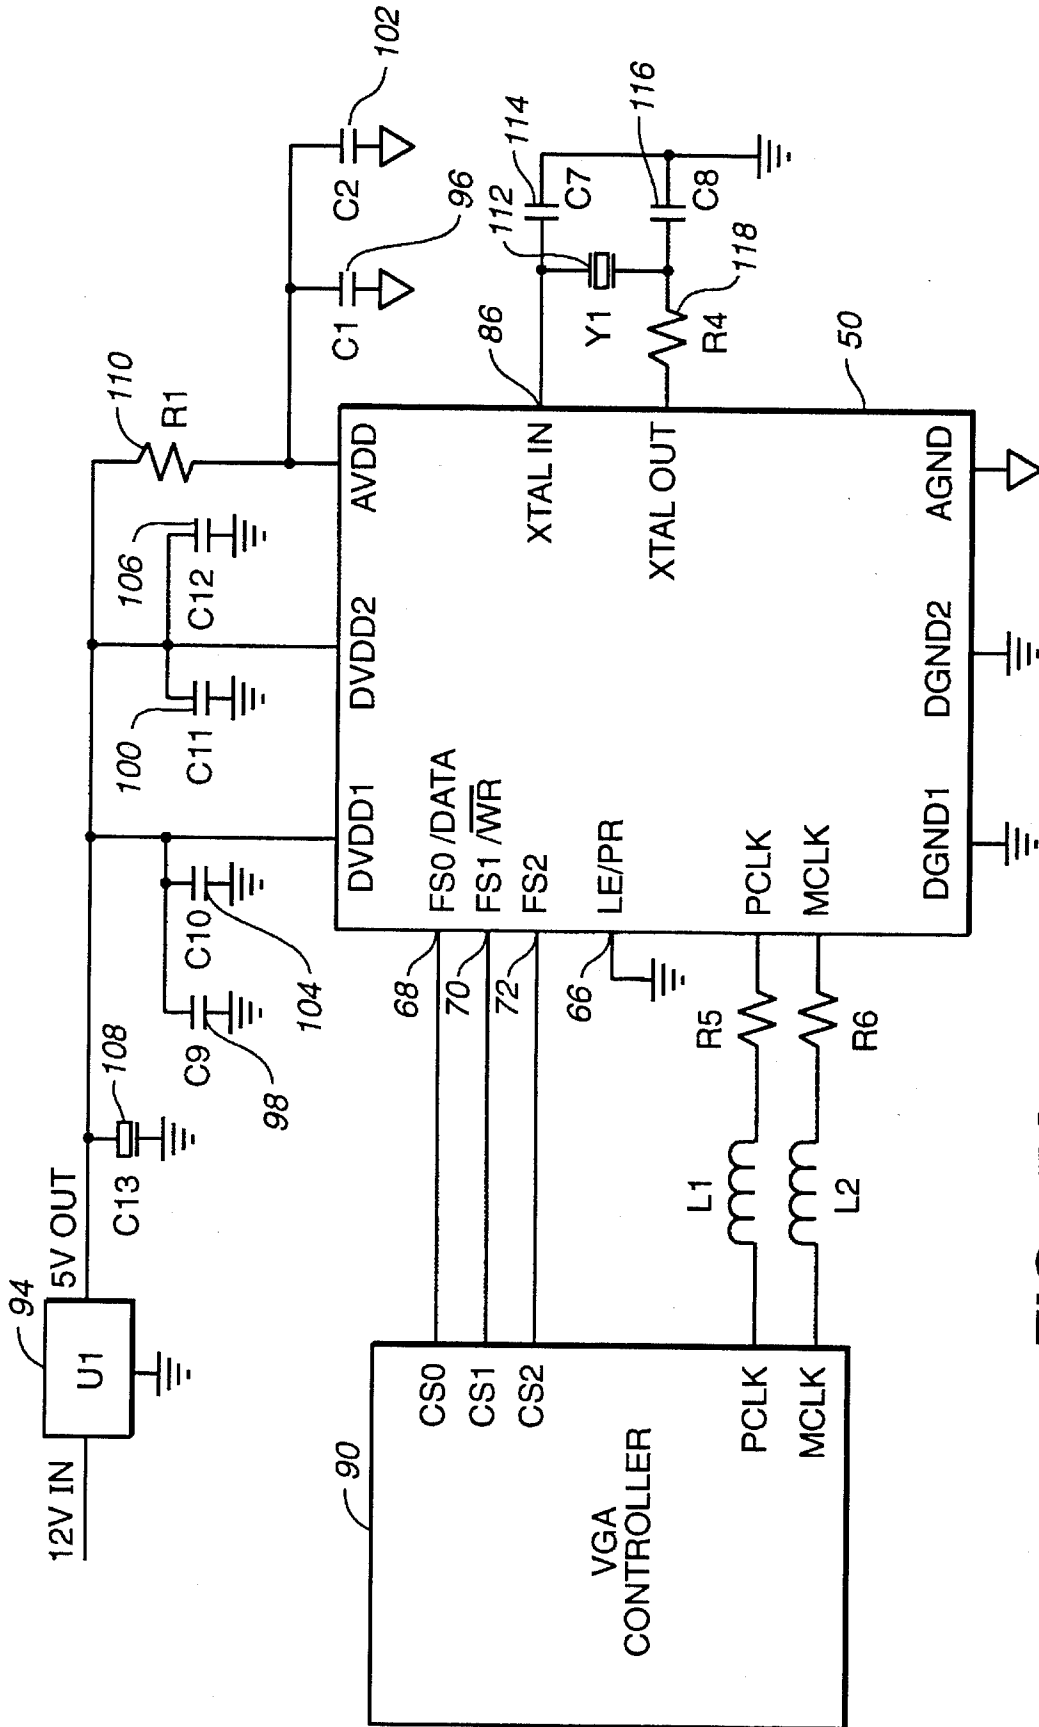 12V IN
U1
94
5V OUT
C13
108
C9
98
C10
104
C11
100
C12
106
R1
110
C1
96
C2
102
DVDD1
DVDD2
AVDD
68
FS0 /DATA
70
FS1 /WR
72
FS2
66
LE/PR
PCLK
MCLK
DGND1
DGND2
AGND
XTAL IN
XTAL OUT
86
50
Y1
112
C7
114
C8
116
R4
118
R5
R6
L1
L2
90
VGA
CONTROLLER
CS0
CS1
CS2
PCLK
MCLK